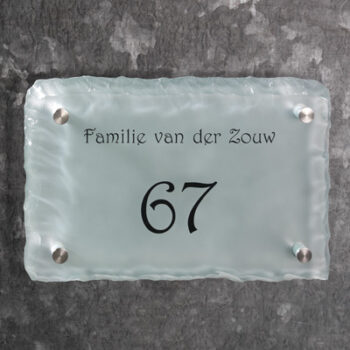 Familie van der Zouw
67